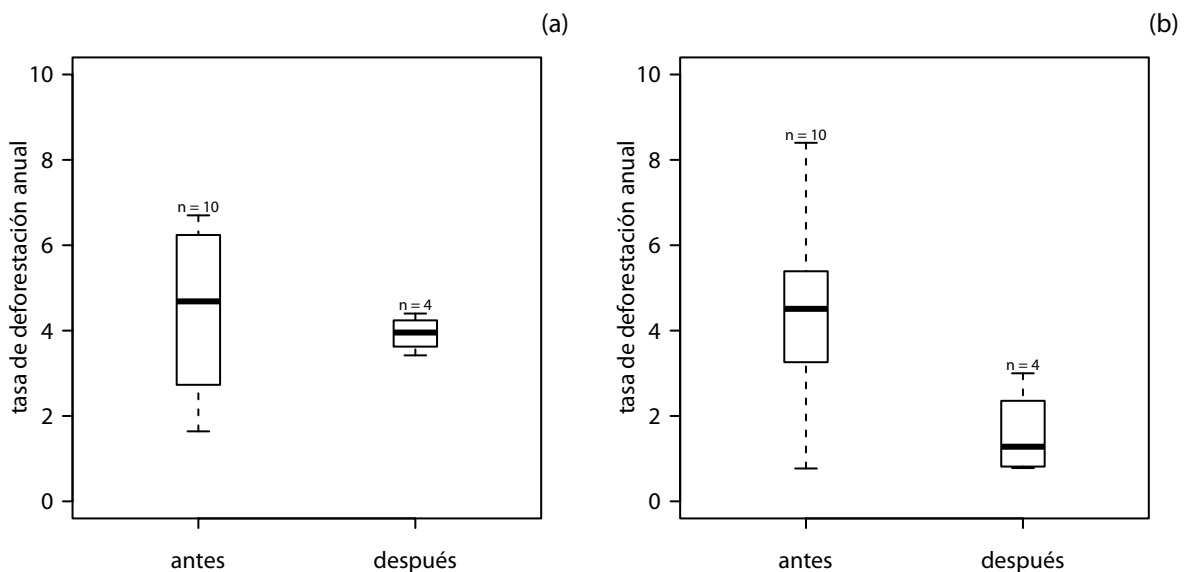 (a)
tasa de deforestación anual
10
8
6
4
2
0
n = 10
n = 4
antes
después
(b)
tasa de deforestación anual
10
8
6
4
2
0
n = 10
n = 4
antes
después